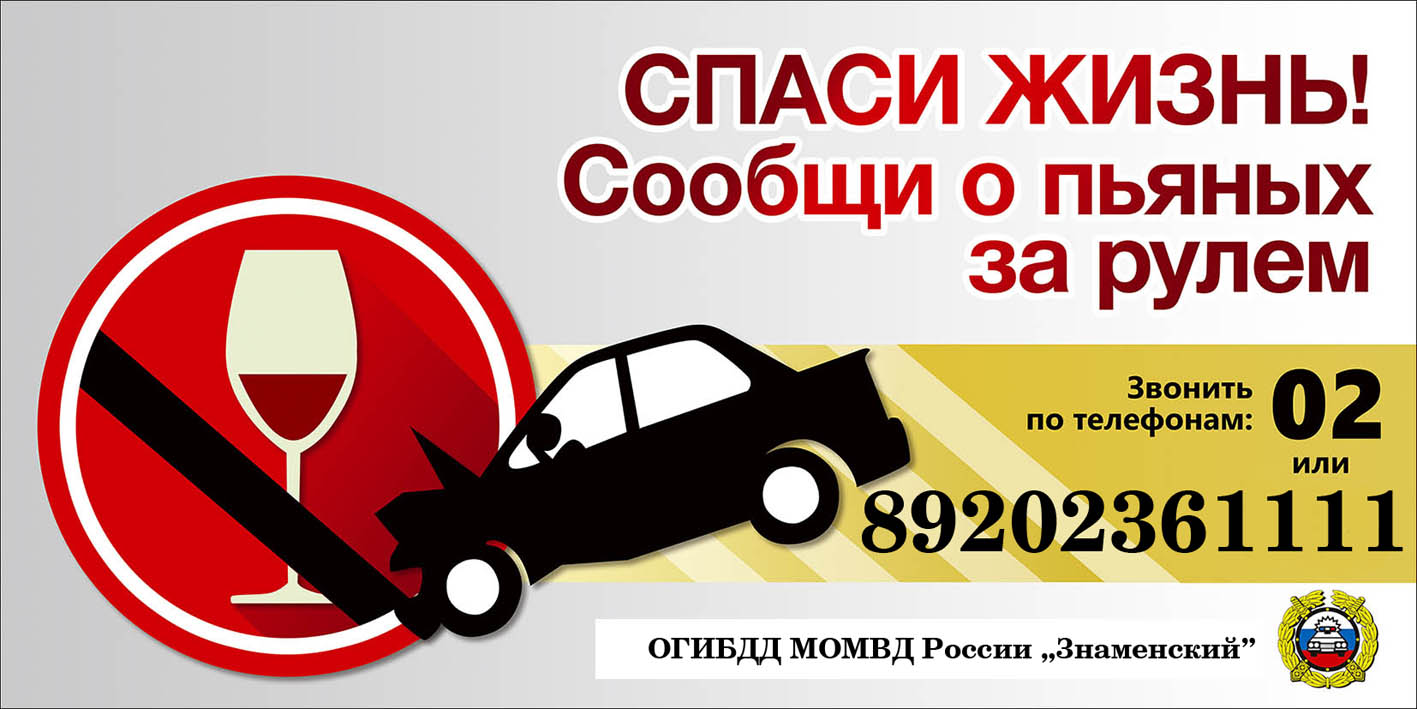 СПАСИ ЖИЗНЬ!
Сообщи о пьяных
за рулем
Звонить
по телефонам:
02
или
89202361111
ОГИБДД МОМВД России „Знаменский”